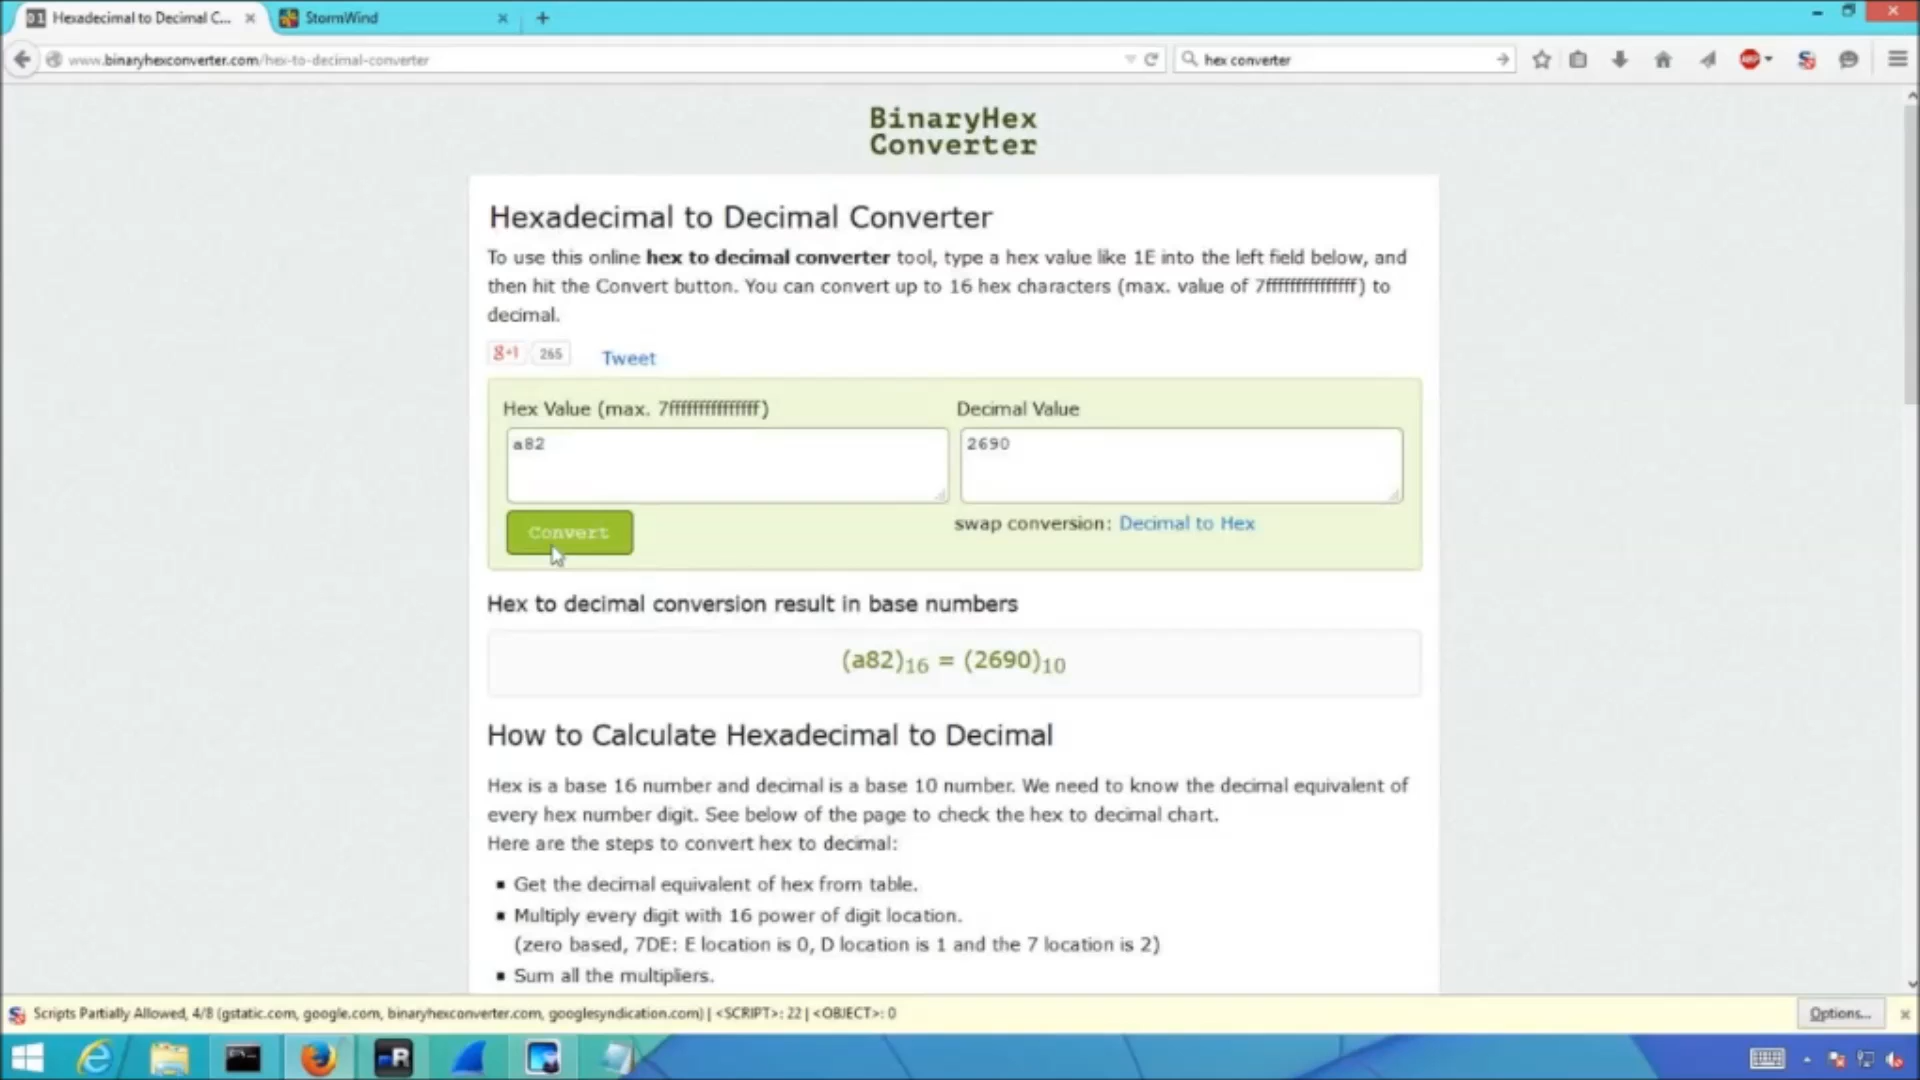 Hexadecimal to Decimal C...
StormWind
www.binaryhexconverter.com/hex-to-decimal-converter
hex converter
ABP
BinaryHex
Converter
Hexadecimal to Decimal Converter
To use this online hex to decimal converter tool, type a hex value like 1E into the left field below, and
then hit the Convert button. You can convert up to 16 hex characters (max. value of 7fffffffffffffff) to
decimal.
g+1 265 Tweet
Hex Value (max. 7fffffffffffffff)
Decimal Value
a82
2690
Convert
swap conversion: Decimal to Hex
Hex to decimal conversion result in base numbers
(a82)16 = (2690)10
How to Calculate Hexadecimal to Decimal
Hex is a base 16 number and decimal is a base 10 number. We need to know the decimal equivalent of
every hex number digit. See below of the page to check the hex to decimal chart.
Here are the steps to convert hex to decimal:
▪ Get the decimal equivalent of hex from table.
▪ Multiply every digit with 16 power of digit location.
(zero based, 7DE: E location is 0, D location is 1 and the 7 location is 2)
▪ Sum all the multipliers.
Scripts Partially Allowed, 4/8 (gstatic.com, google.com, binaryhexconverter.com, googlesyndication.com) | <SCRIPT>: 22 | <OBJECT>: 0
Options...